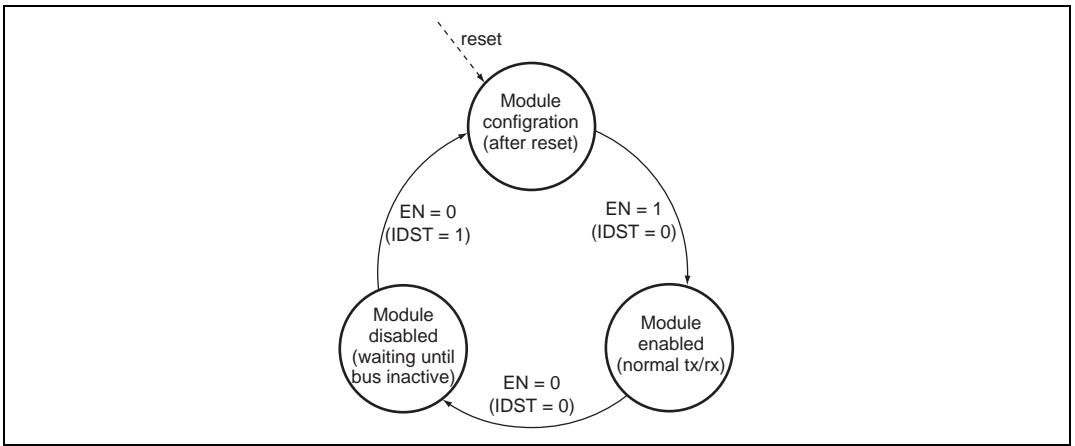 reset
Module
configration
(after reset)
EN = 0
(IDST = 1)
EN = 1
(IDST = 0)
Module
disabled
(waiting until
bus inactive)
Module
enabled
(normal tx/rx)
EN = 0
(IDST = 0)